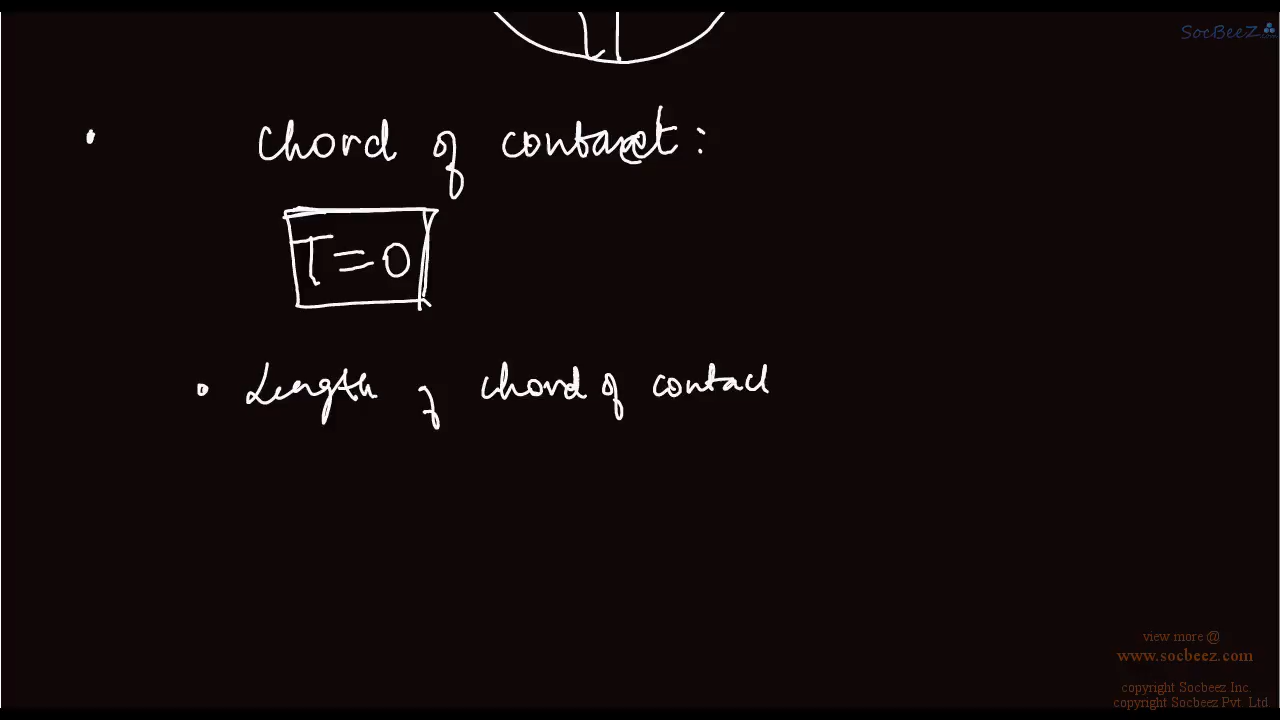 SocBeeZ.com
• Chord of contact:
T=0
• Length of chord of contact
view more @
www.socbeez.com
copyright Socbeez Inc.
copyright Socbeez Pvt. Ltd.